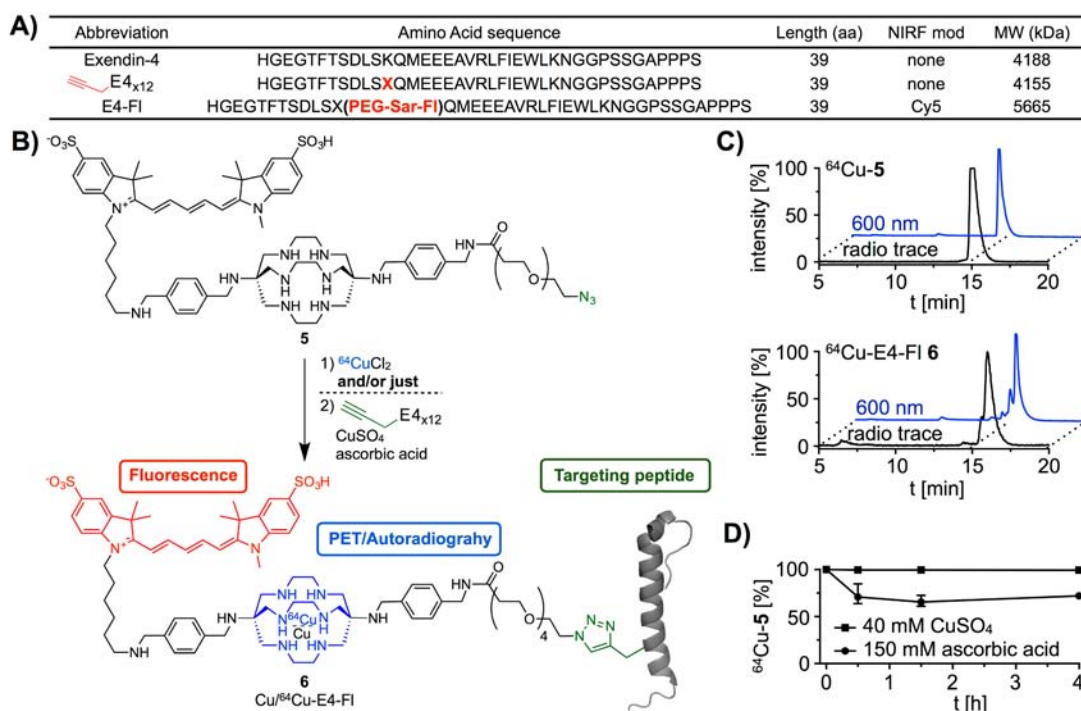 A)
Abbreviation Amino Acid sequence Length (aa) NIRF mod MW (kDa)
Exendin-4 HGEGTFTSDLSKQMEEEAVRLFIEWLKNGGPSSGAPPPS 39 none 4188
E4x12 HGEGTFTSDLSXQMEEEAVRLFIEWLKNGGPSSGAPPPS 39 none 4155
E4-Fl HGEGTFTSDLSX(PEG-Sar-Fl)QMEEEAVRLFIEWLKNGGPSSGAPPPS 39 Cy5 5665
B)
⁻O₃S SO₃H
N⁺ N
NH HN NH NH HN O
NH NH HN O
N H N H
NH HN N₃
NH
5
1) ⁶⁴CuCl₂
and/or just
2) E4x12
CuSO₄
ascorbic acid
Fluorescence
PET/Autoradiograhy
Targeting peptide
⁻O₃S SO₃H
N⁺ N
NH HN NH NH HN O
NH ⁶⁴Cu NH O
N H Cu N H 4
NH HN N N N
NH
6
Cu/⁶⁴Cu-E4-Fl
C)
⁶⁴Cu-5
intensity [%]
100
50
0
600 nm
radio trace
5 10 15 20
t [min]
⁶⁴Cu-E4-Fl 6
intensity [%]
100
50
0
600 nm
radio trace
5 10 15 20
t [min]
D)
⁶⁴Cu-5 [%]
100
50
0
40 mM CuSO₄
150 mM ascorbic acid
0 1 2 3 4
t [h]